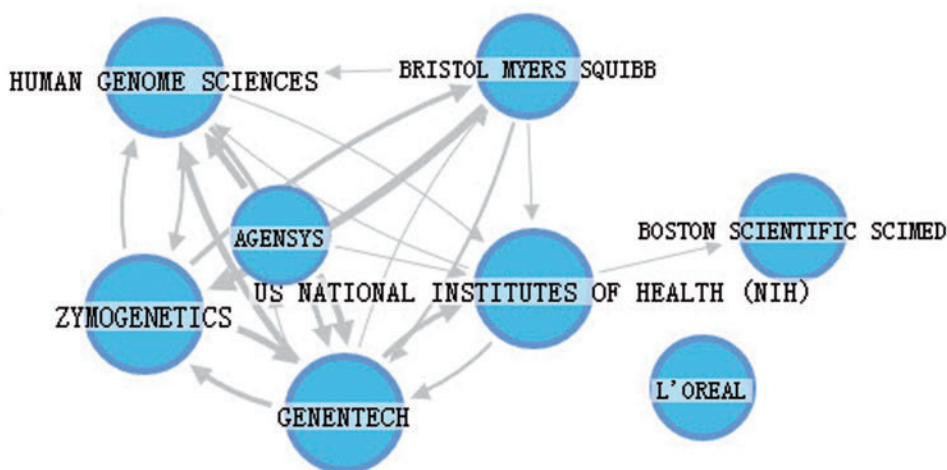 HUMAN GENOME SCIENCES
BRISTOL MYERS SQUIBB
AGENSYS
BOSTON SCIENTIFIC SCIMED
US NATIONAL INSTITUTES OF HEALTH (NIH)
ZYMOGENETICS
L'OREAL
GENENTECH